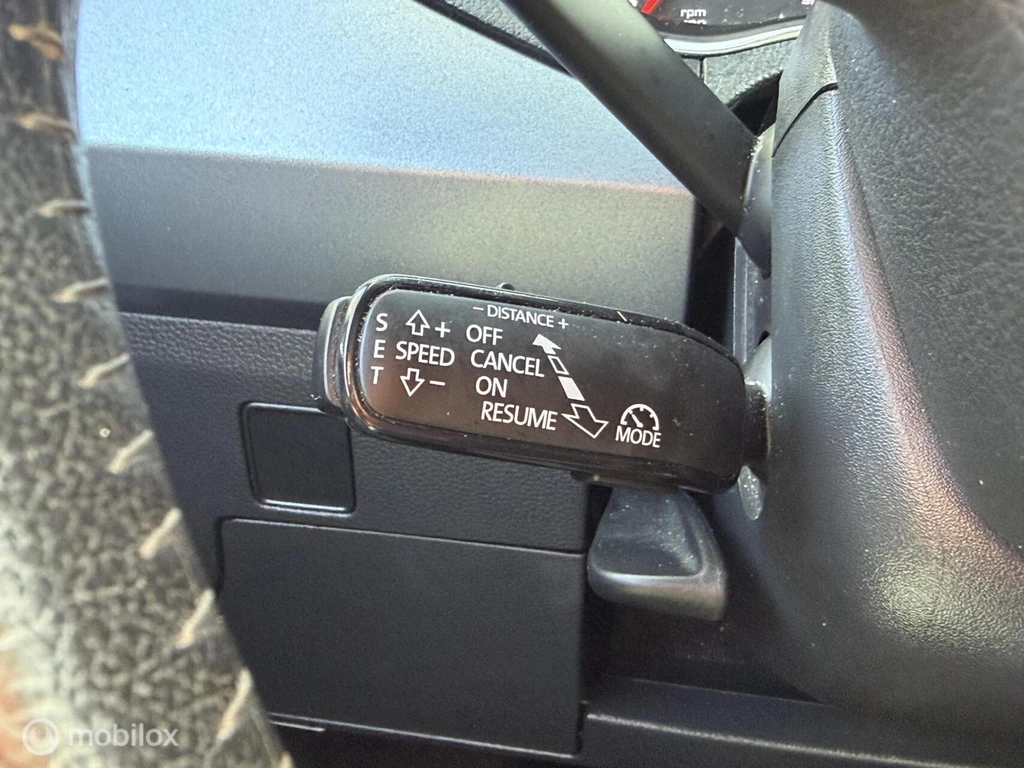 rpm
- DISTANCE +
S + OFF
E SPEED CANCEL
T - ON
RESUME
MODE
mobilox